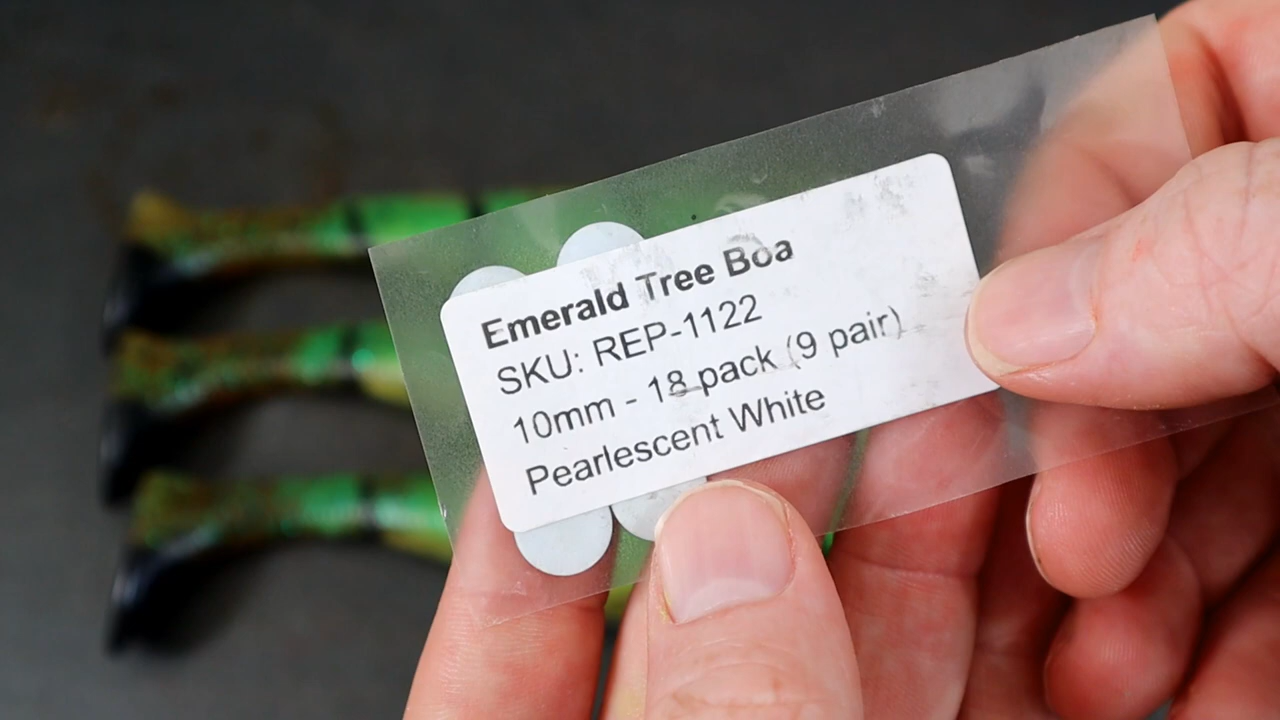 Emerald Tree Boa
SKU: REP-1122
10mm - 18 pack (9 pair)
Pearlescent White